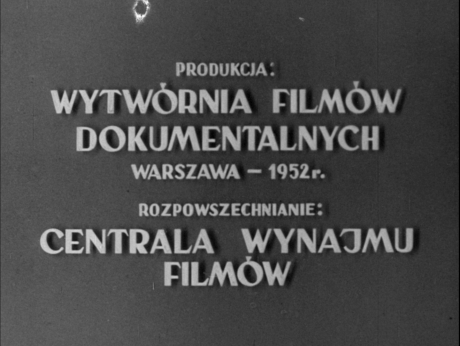 PRODUKCJA:
WYTWÓRNIA FILMÓW
DOKUMENTALNYCH
WARSZAWA – 1952 r.
ROZPOWSZECHNIANIE:
CENTRALA WYNAJMU
FILMÓW